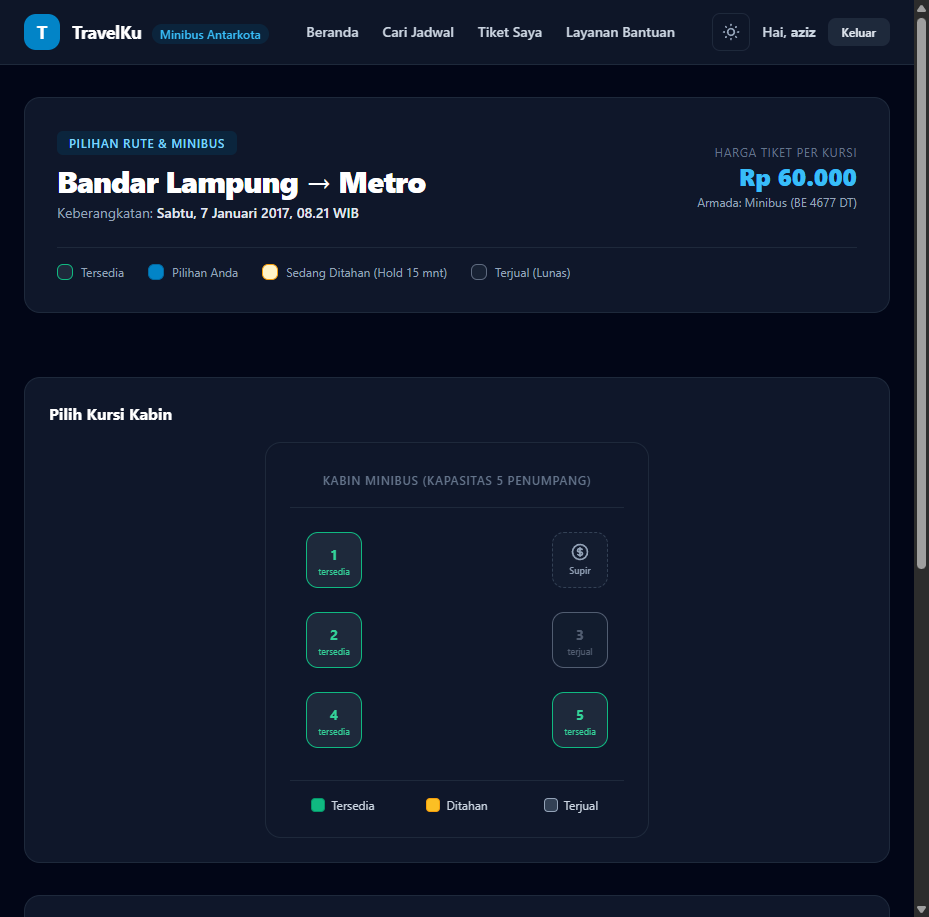 T TravelKu Minibus Antarkota Beranda Cari Jadwal Tiket Saya Layanan Bantuan Hai, aziz Keluar
PILIHAN RUTE & MINIBUS
Bandar Lampung → Metro
Keberangkatan: Sabtu, 7 Januari 2017, 08.21 WIB
HARGA TIKET PER KURSI
Rp 60.000
Armada: Minibus (BE 4677 DT)
Tersedia Pilihan Anda Sedang Ditahan (Hold 15 mnt) Terjual (Lunas)
Pilih Kursi Kabin
KABIN MINIBUS (KAPASITAS 5 PENUMPANG)
1
tersedia
$
Supir
2
tersedia
3
terjual
4
tersedia
5
tersedia
Tersedia Ditahan Terjual